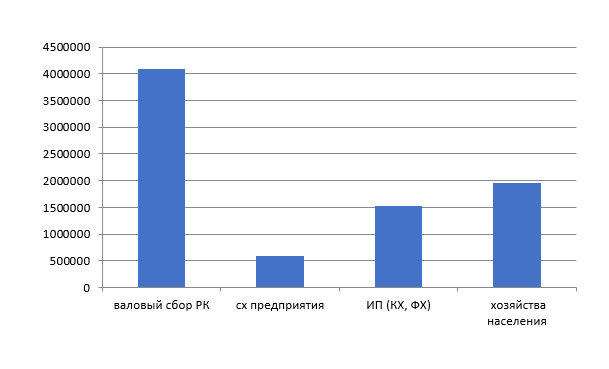 4500000
4000000
3500000
3000000
2500000
2000000
1500000
1000000
500000
0
валовый сбор РК
сх предприятия
ИП (КХ, ФХ)
хозяйства
населения